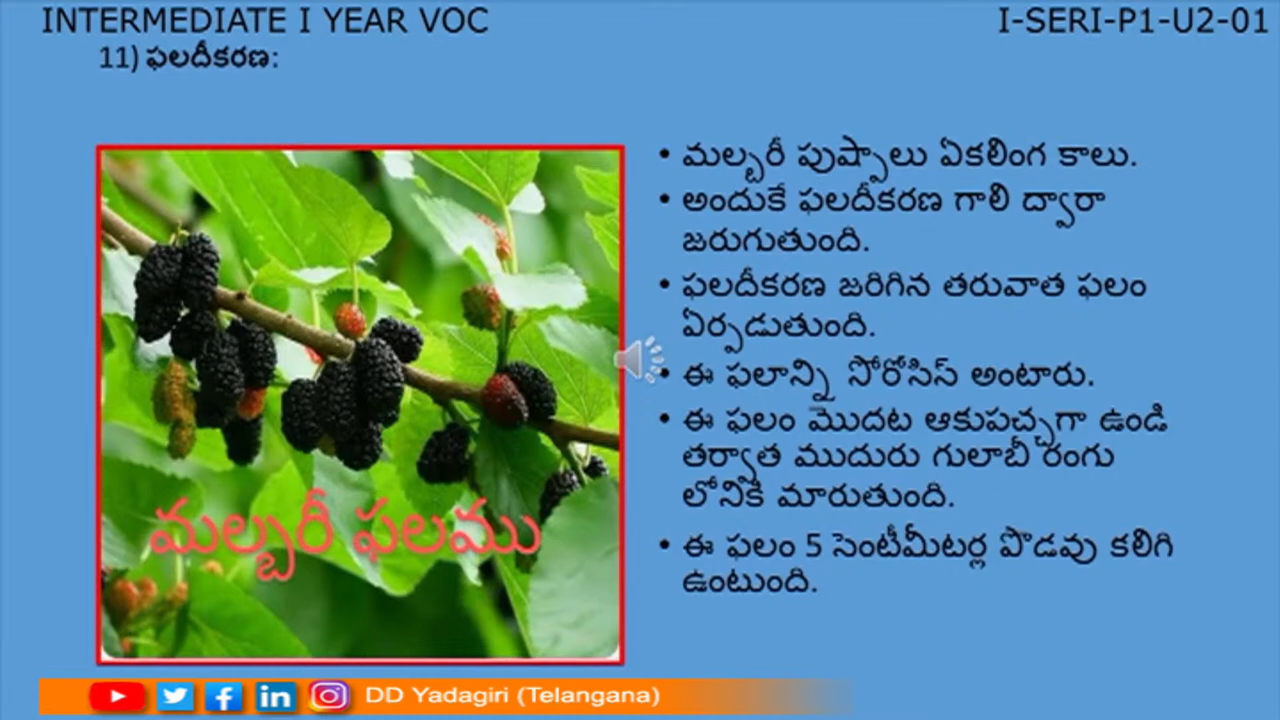 INTERMEDIATE I YEAR VOC
I-SERI-P1-U2-01
11) ఫలదీకరణ:
• మల్బరీ పుష్పాలు ఏకలింగ కాలు.
• అందుకే ఫలదీకరణ గాలి ద్వారా
జరుగుతుంది.
• ఫలదీకరణ జరిగిన తరువాత ఫలం
ఏర్పడుతుంది.
• ఈ ఫలాన్ని సోరోసిస్ అంటారు.
• ఈ ఫలం మొదట ఆకుపచ్చగా ఉండి
తర్వాత ముదురు గులాబీ రంగు
లోనికి మారుతుంది.
• ఈ ఫలం 5 సెంటీమీటర్ల పొడవు కలిగి
ఉంటుంది.
మల్బరీ ఫలము
DD Yadagiri (Telangana)